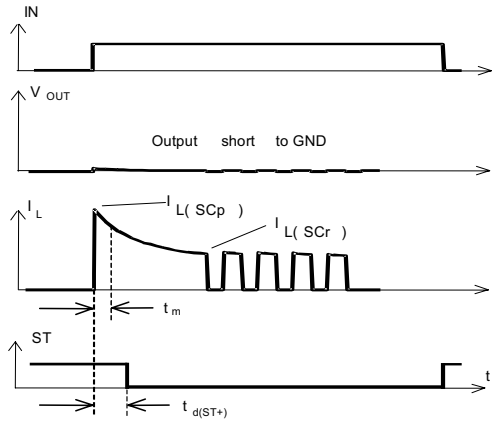 IN
V OUT
Output short to GND
I L
I L( SCp )
I L( SCr )
t m
ST
t
t d(ST+)